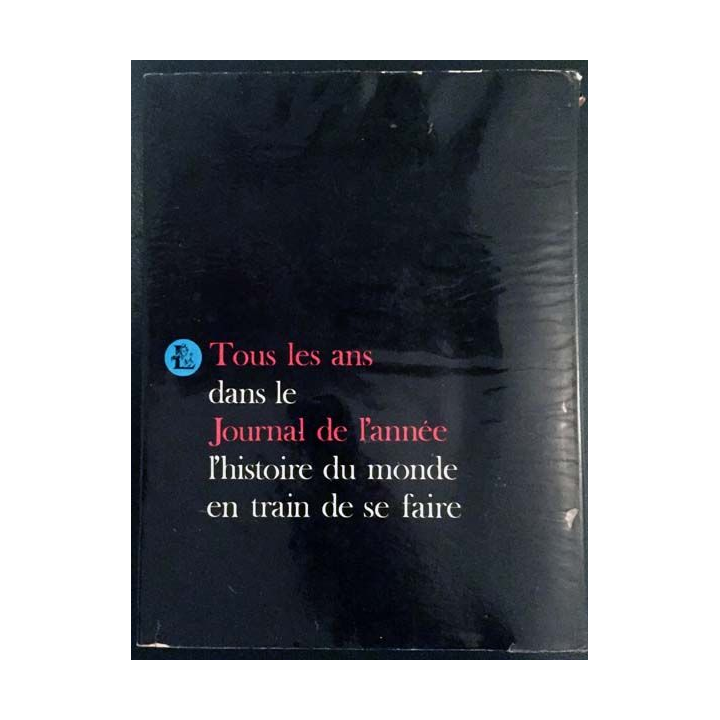 Tous les ans
dans le
Journal de l'année
l'histoire du monde
en train de se faire